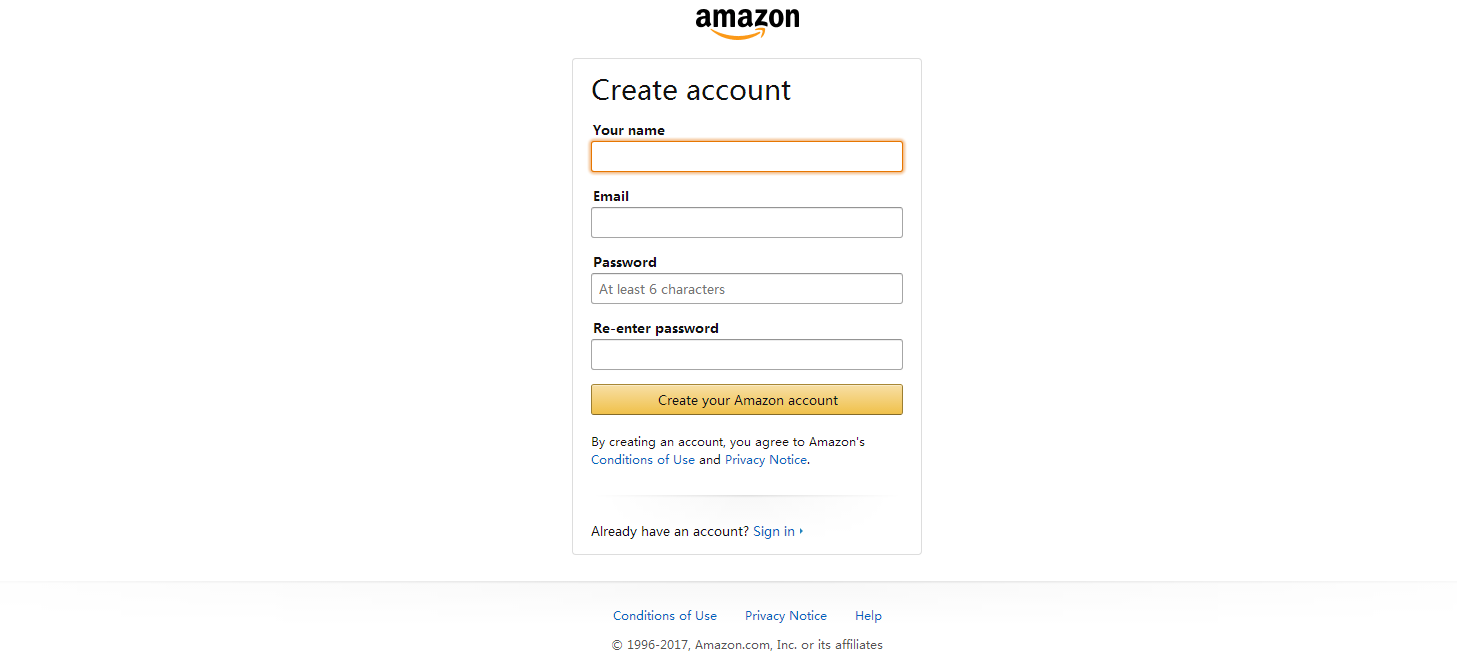 amazon
Create account
Your name
Email
Password
At least 6 characters
Re-enter password
Create your Amazon account
By creating an account, you agree to Amazon's
Conditions of Use and Privacy Notice.
Already have an account? Sign in
Conditions of Use Privacy Notice Help
© 1996-2017, Amazon.com, Inc. or its affiliates